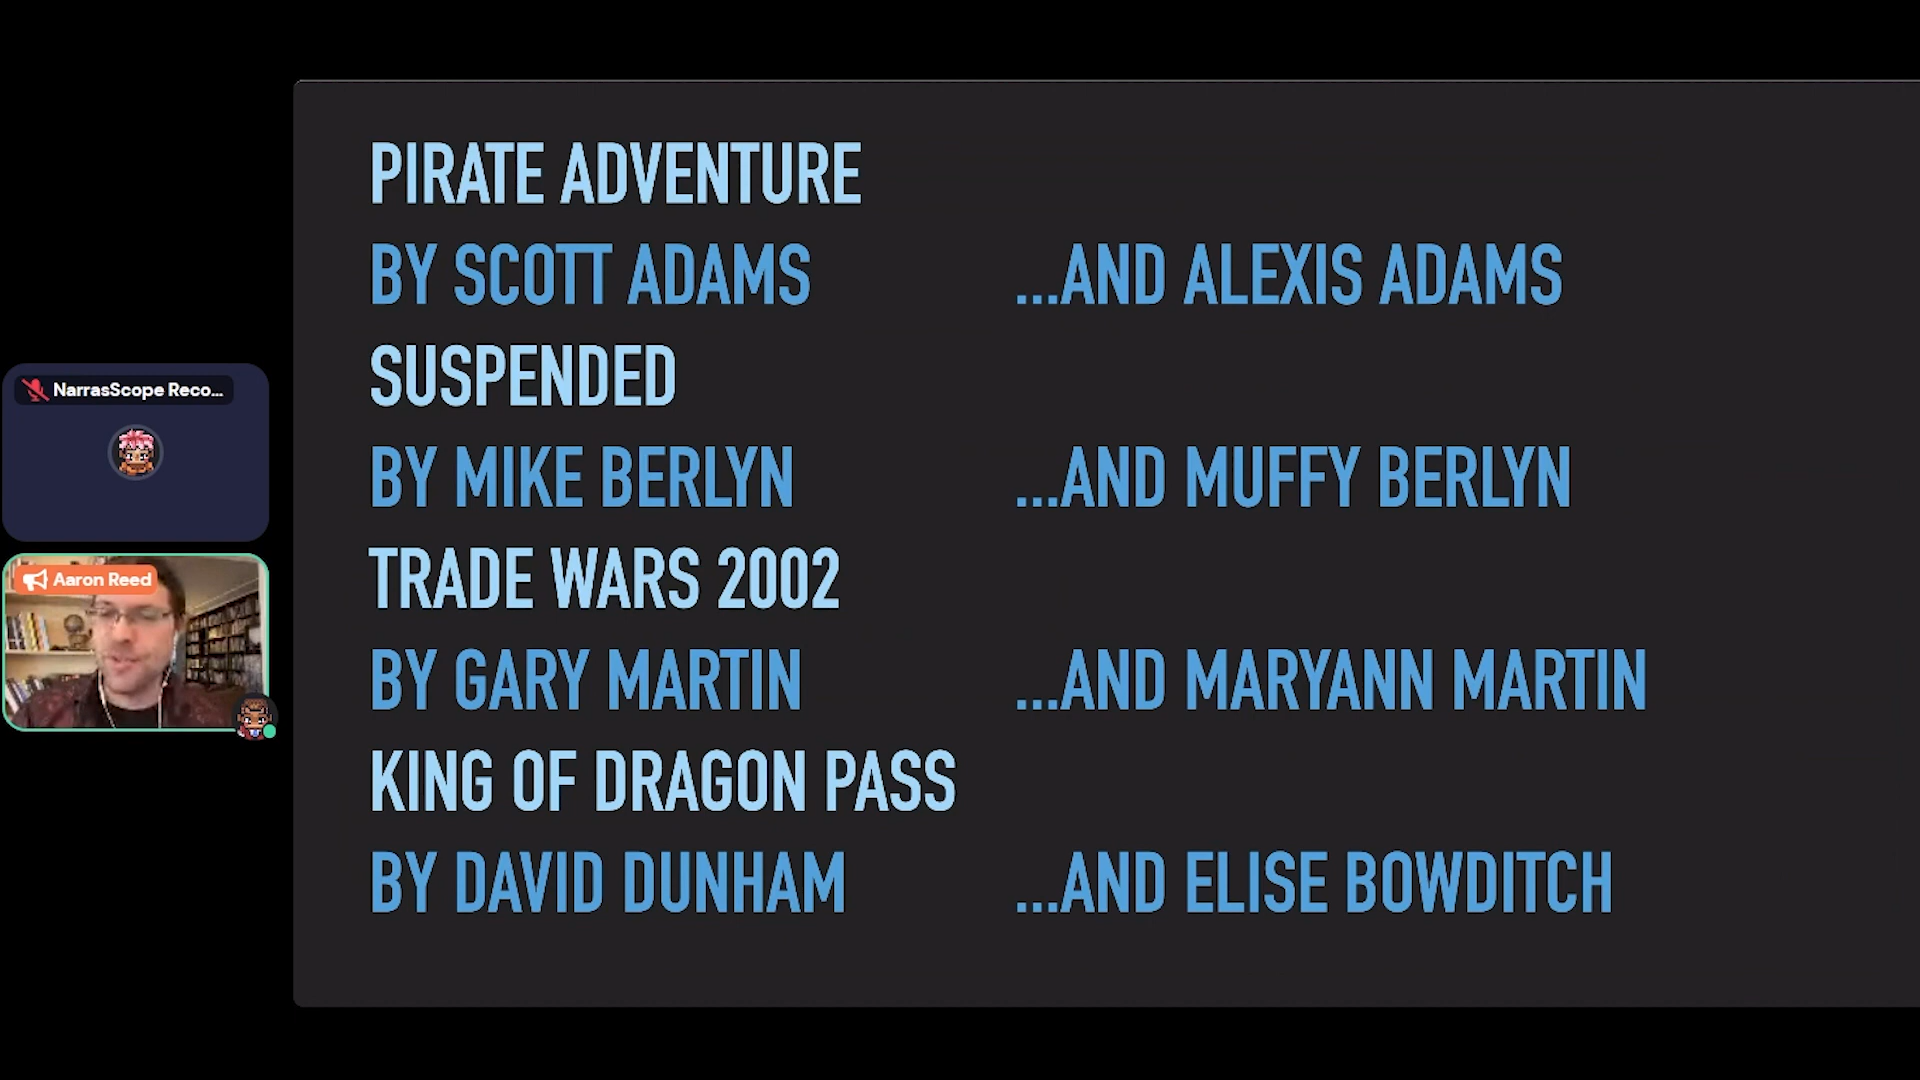 PIRATE ADVENTURE
BY SCOTT ADAMS ...AND ALEXIS ADAMS
SUSPENDED
BY MIKE BERLYN ...AND MUFFY BERLYN
TRADE WARS 2002
BY GARY MARTIN ...AND MARYANN MARTIN
KING OF DRAGON PASS
BY DAVID DUNHAM ...AND ELISE BOWDITCH
NarrasScope Reco...
Aaron Reed